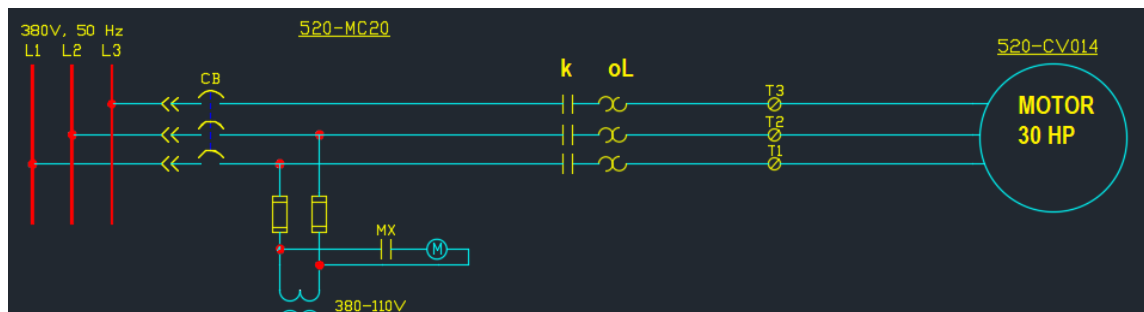 520-MC20
380V, 50 Hz
L1 L2 L3
520-CV014
k oL
CB
T3
MOTOR
T2
30 HP
T1
MX
M
380-110V